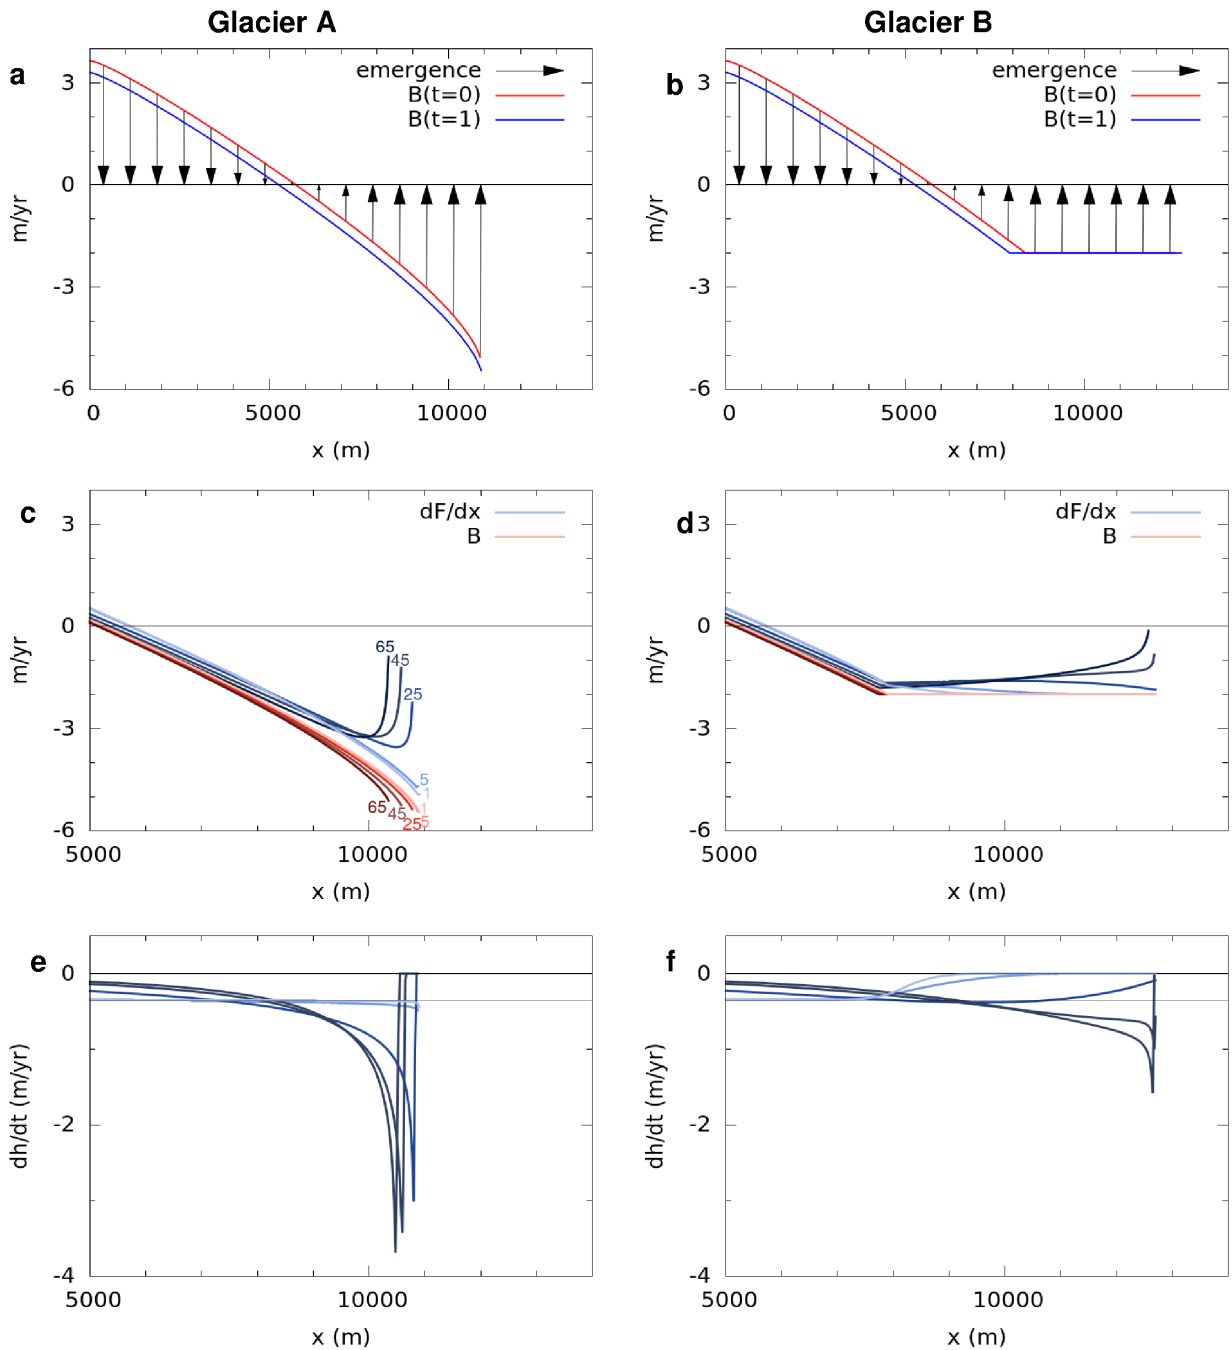 Glacier A
Glacier B
a
emergence
B(t=0)
B(t=1)
3
0
-3
-6
m/yr
0
5000
10000
x (m)
b
emergence
B(t=0)
B(t=1)
3
0
-3
-6
m/yr
0
5000
10000
x (m)
c
dF/dx
B
3
0
-3
-6
m/yr
65
45
25
5
1
65
45
25
5
1
5000
10000
x (m)
d
dF/dx
B
3
0
-3
-6
m/yr
5000
10000
x (m)
e
0
-2
-4
dh/dt (m/yr)
5000
10000
x (m)
f
0
-2
-4
dh/dt (m/yr)
5000
10000
x (m)